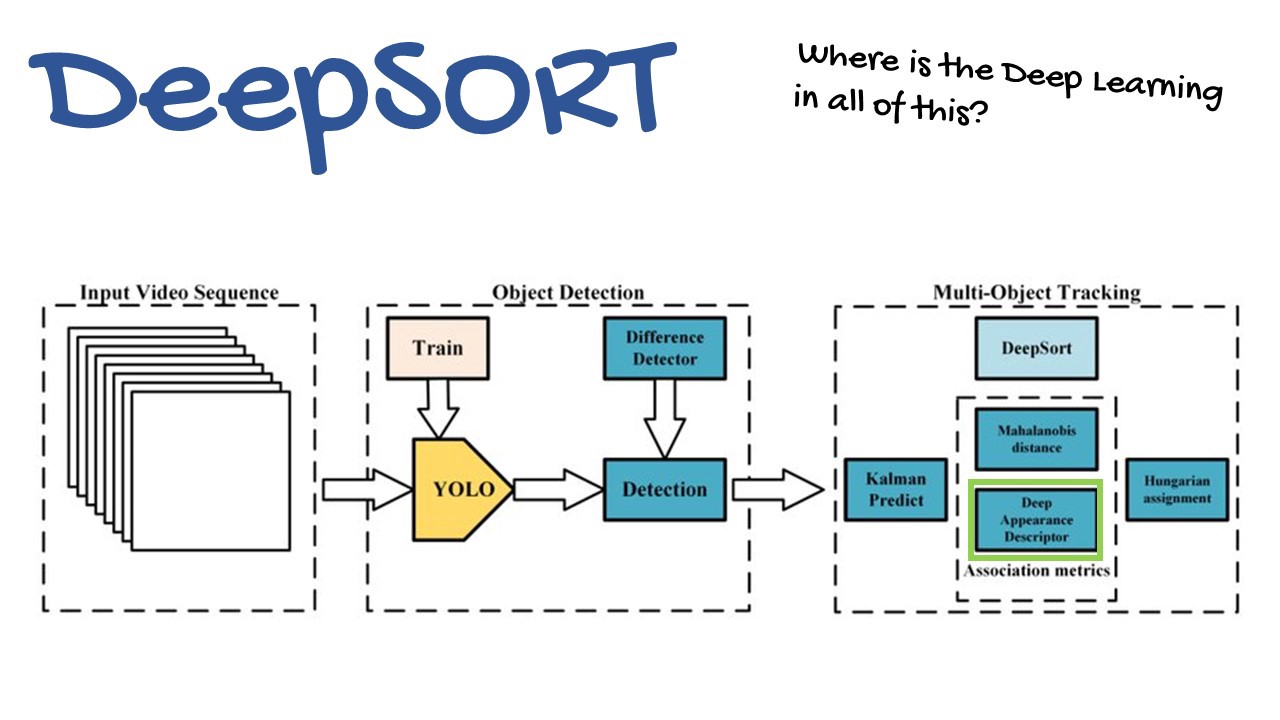 DeepSORT
Where is the Deep Learning
in all of this?
Input Video Sequence
Object Detection
Train
Difference
Detector
YOLO
Detection
Multi-Object Tracking
DeepSort
Mahalanobis
distance
Kalman
Predict
Deep
Appearance
Descriptor
Association metrics
Hungarian
assignment